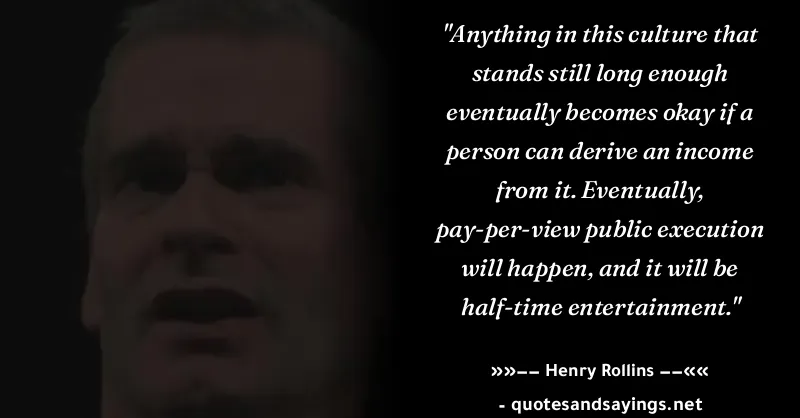 "Anything in this culture that
stands still long enough
eventually becomes okay if a
person can derive an income
from it. Eventually,
pay-per-view public execution
will happen, and it will be
half-time entertainment."
»»–– Henry Rollins ––««
- quotesandsayings.net